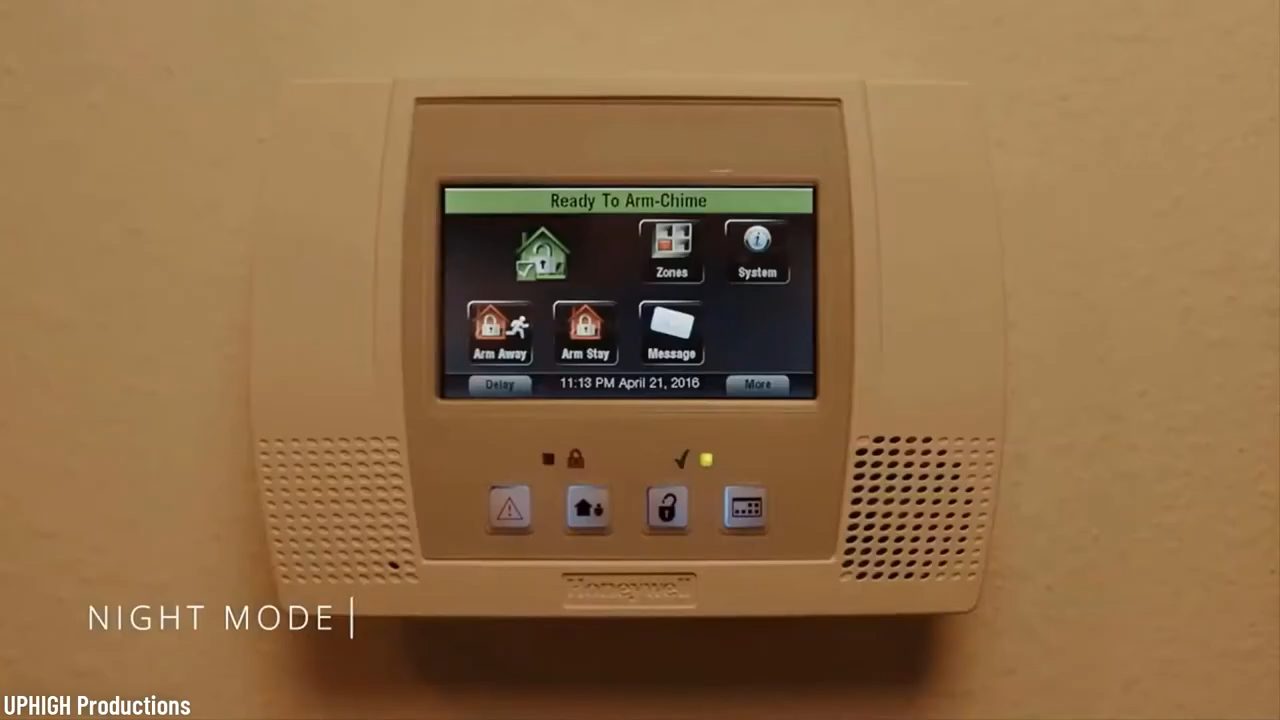 Ready To Arm-Chime
Zones
System
Arm Away
Arm Stay
Message
Delay
11:13 PM April 21, 2016
More
Honeywell
NIGHT MODE
UPHIGH Productions